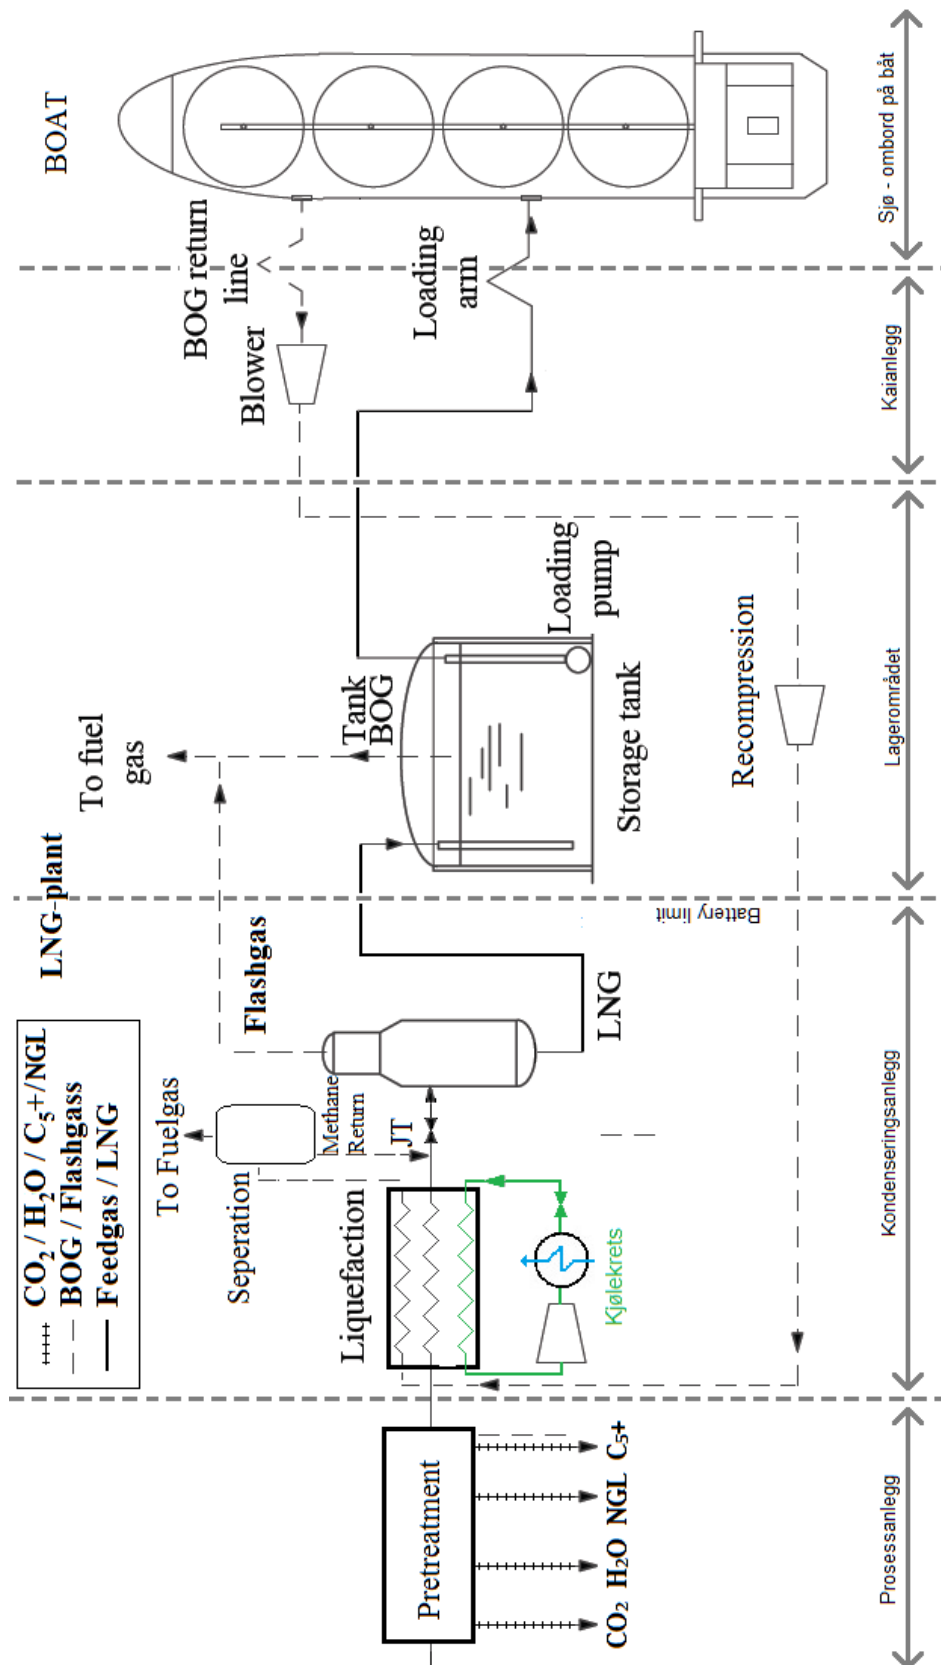 LNG-plant
CO2 / H2O / C5+/NGL
BOG / Flashgass
Feedgas / LNG
To Fuelgas
Seperation
Methane
Return
JT
Liquefaction
Kjølekrets
Pretreatment
CO2 H2O NGL C5+
Flashgas
LNG
To fuel
gas
Tank
BOG
Storage tank
Loading
pump
Recompression
Battery limit
BOG return
line
Blower
Loading
arm
BOAT
Prosessanlegg
Kondenseringsanlegg
Lagerområdet
Kaianlegg
Sjø - ombord på båt